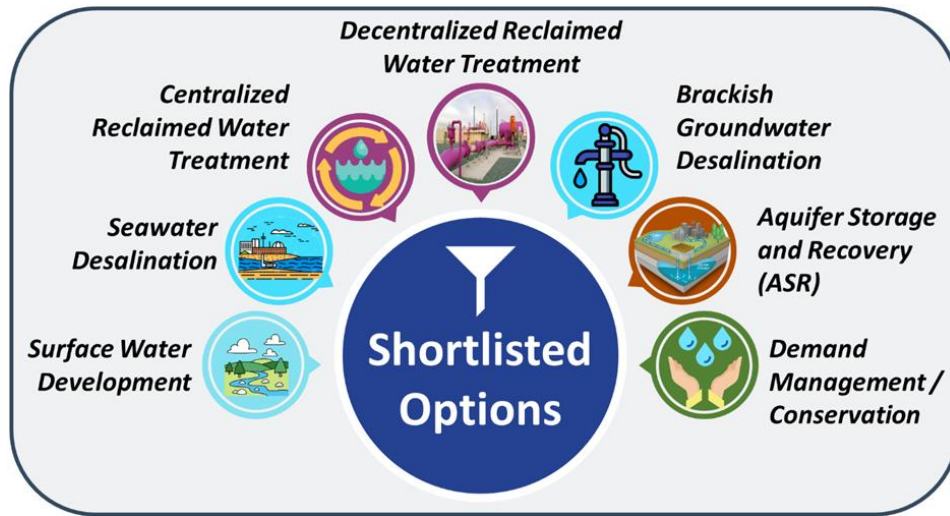 Decentralized Reclaimed
Water Treatment
Centralized
Reclaimed Water
Treatment
Brackish
Groundwater
Desalination
Seawater
Desalination
Aquifer Storage
and Recovery
(ASR)
Surface Water
Development
Demand
Management /
Conservation
Shortlisted
Options